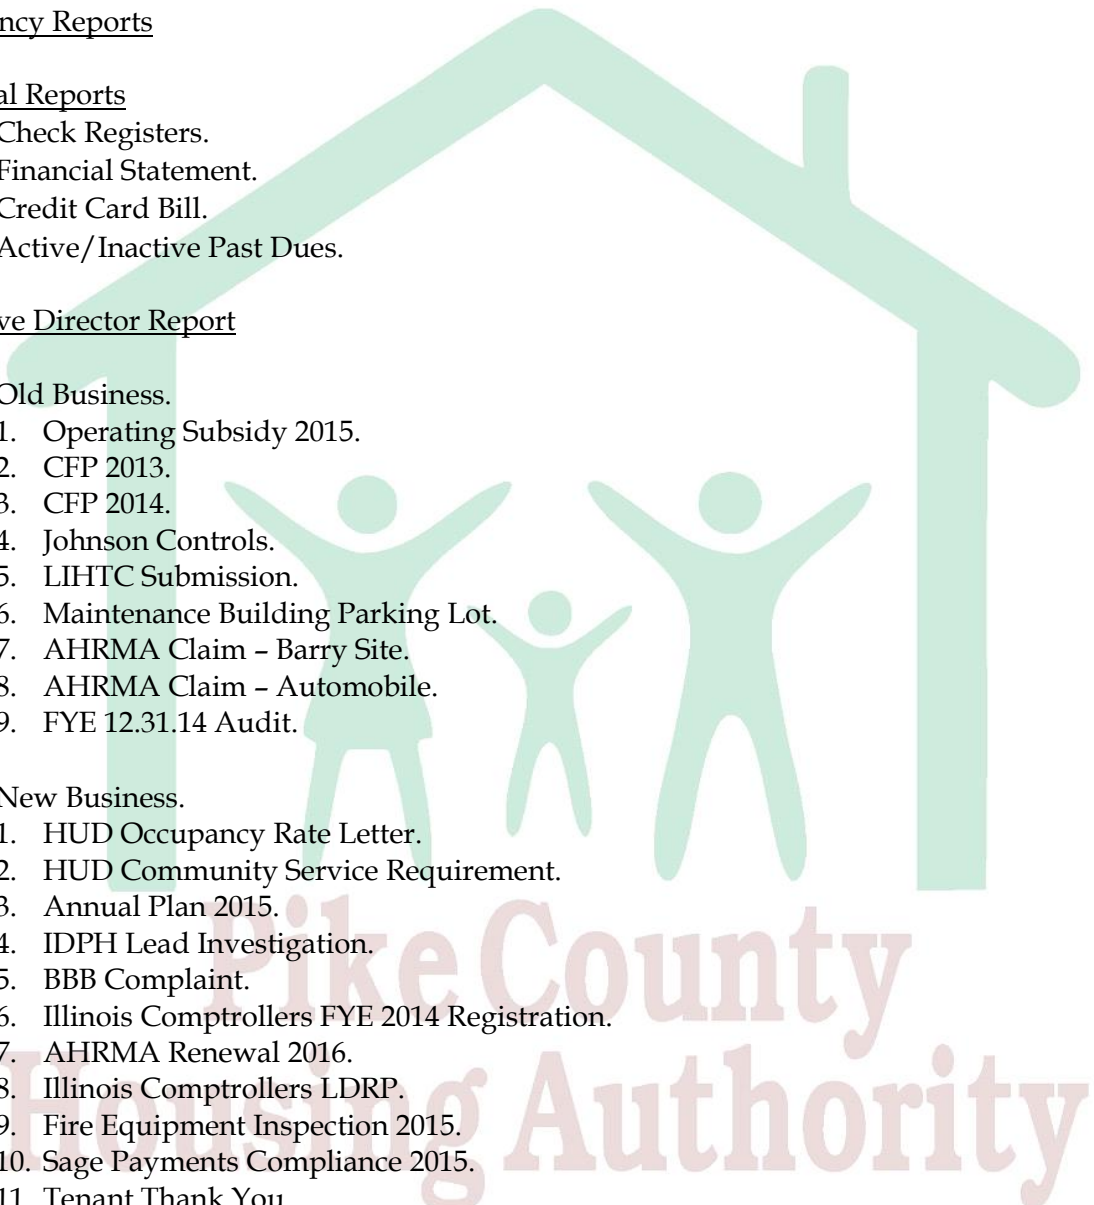 ncy Reports
al Reports
Check Registers.
Financial Statement.
Credit Card Bill.
Active/Inactive Past Dues.
ve Director Report
Old Business.
1. Operating Subsidy 2015.
2. CFP 2013.
3. CFP 2014.
4. Johnson Controls.
5. LIHTC Submission.
6. Maintenance Building Parking Lot.
7. AHRMA Claim – Barry Site.
8. AHRMA Claim – Automobile.
9. FYE 12.31.14 Audit.
New Business.
1. HUD Occupancy Rate Letter.
2. HUD Community Service Requirement.
3. Annual Plan 2015.
4. IDPH Lead Investigation.
5. BBB Complaint.
6. Illinois Comptrollers FYE 2014 Registration.
7. AHRMA Renewal 2016.
8. Illinois Comptrollers LDRP.
9. Fire Equipment Inspection 2015.
10. Sage Payments Compliance 2015.
11. Tenant Thank You
Pike County
Housing Authority